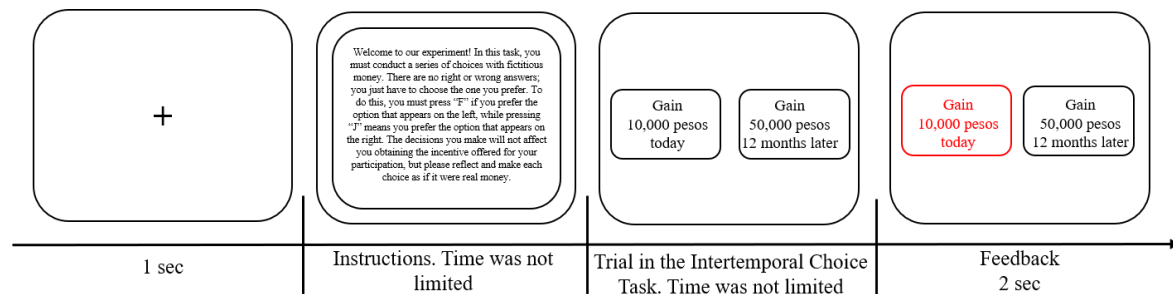 +
Welcome to our experiment! In this task, you
must conduct a series of choices with fictitious
money. There are no right or wrong answers;
you just have to choose the one you prefer. To
do this, you must press “F” if you prefer the
option that appears on the left, while pressing
“J” means you prefer the option that appears on
the right. The decisions you make will not affect
you obtaining the incentive offered for your
participation, but please reflect and make each
choice as if it were real money.
Gain
10,000 pesos
today
Gain
50,000 pesos
12 months later
Gain
10,000 pesos
today
Gain
50,000 pesos
12 months later
1 sec
Instructions. Time was not
limited
Trial in the Intertemporal Choice
Task. Time was not limited
Feedback
2 sec